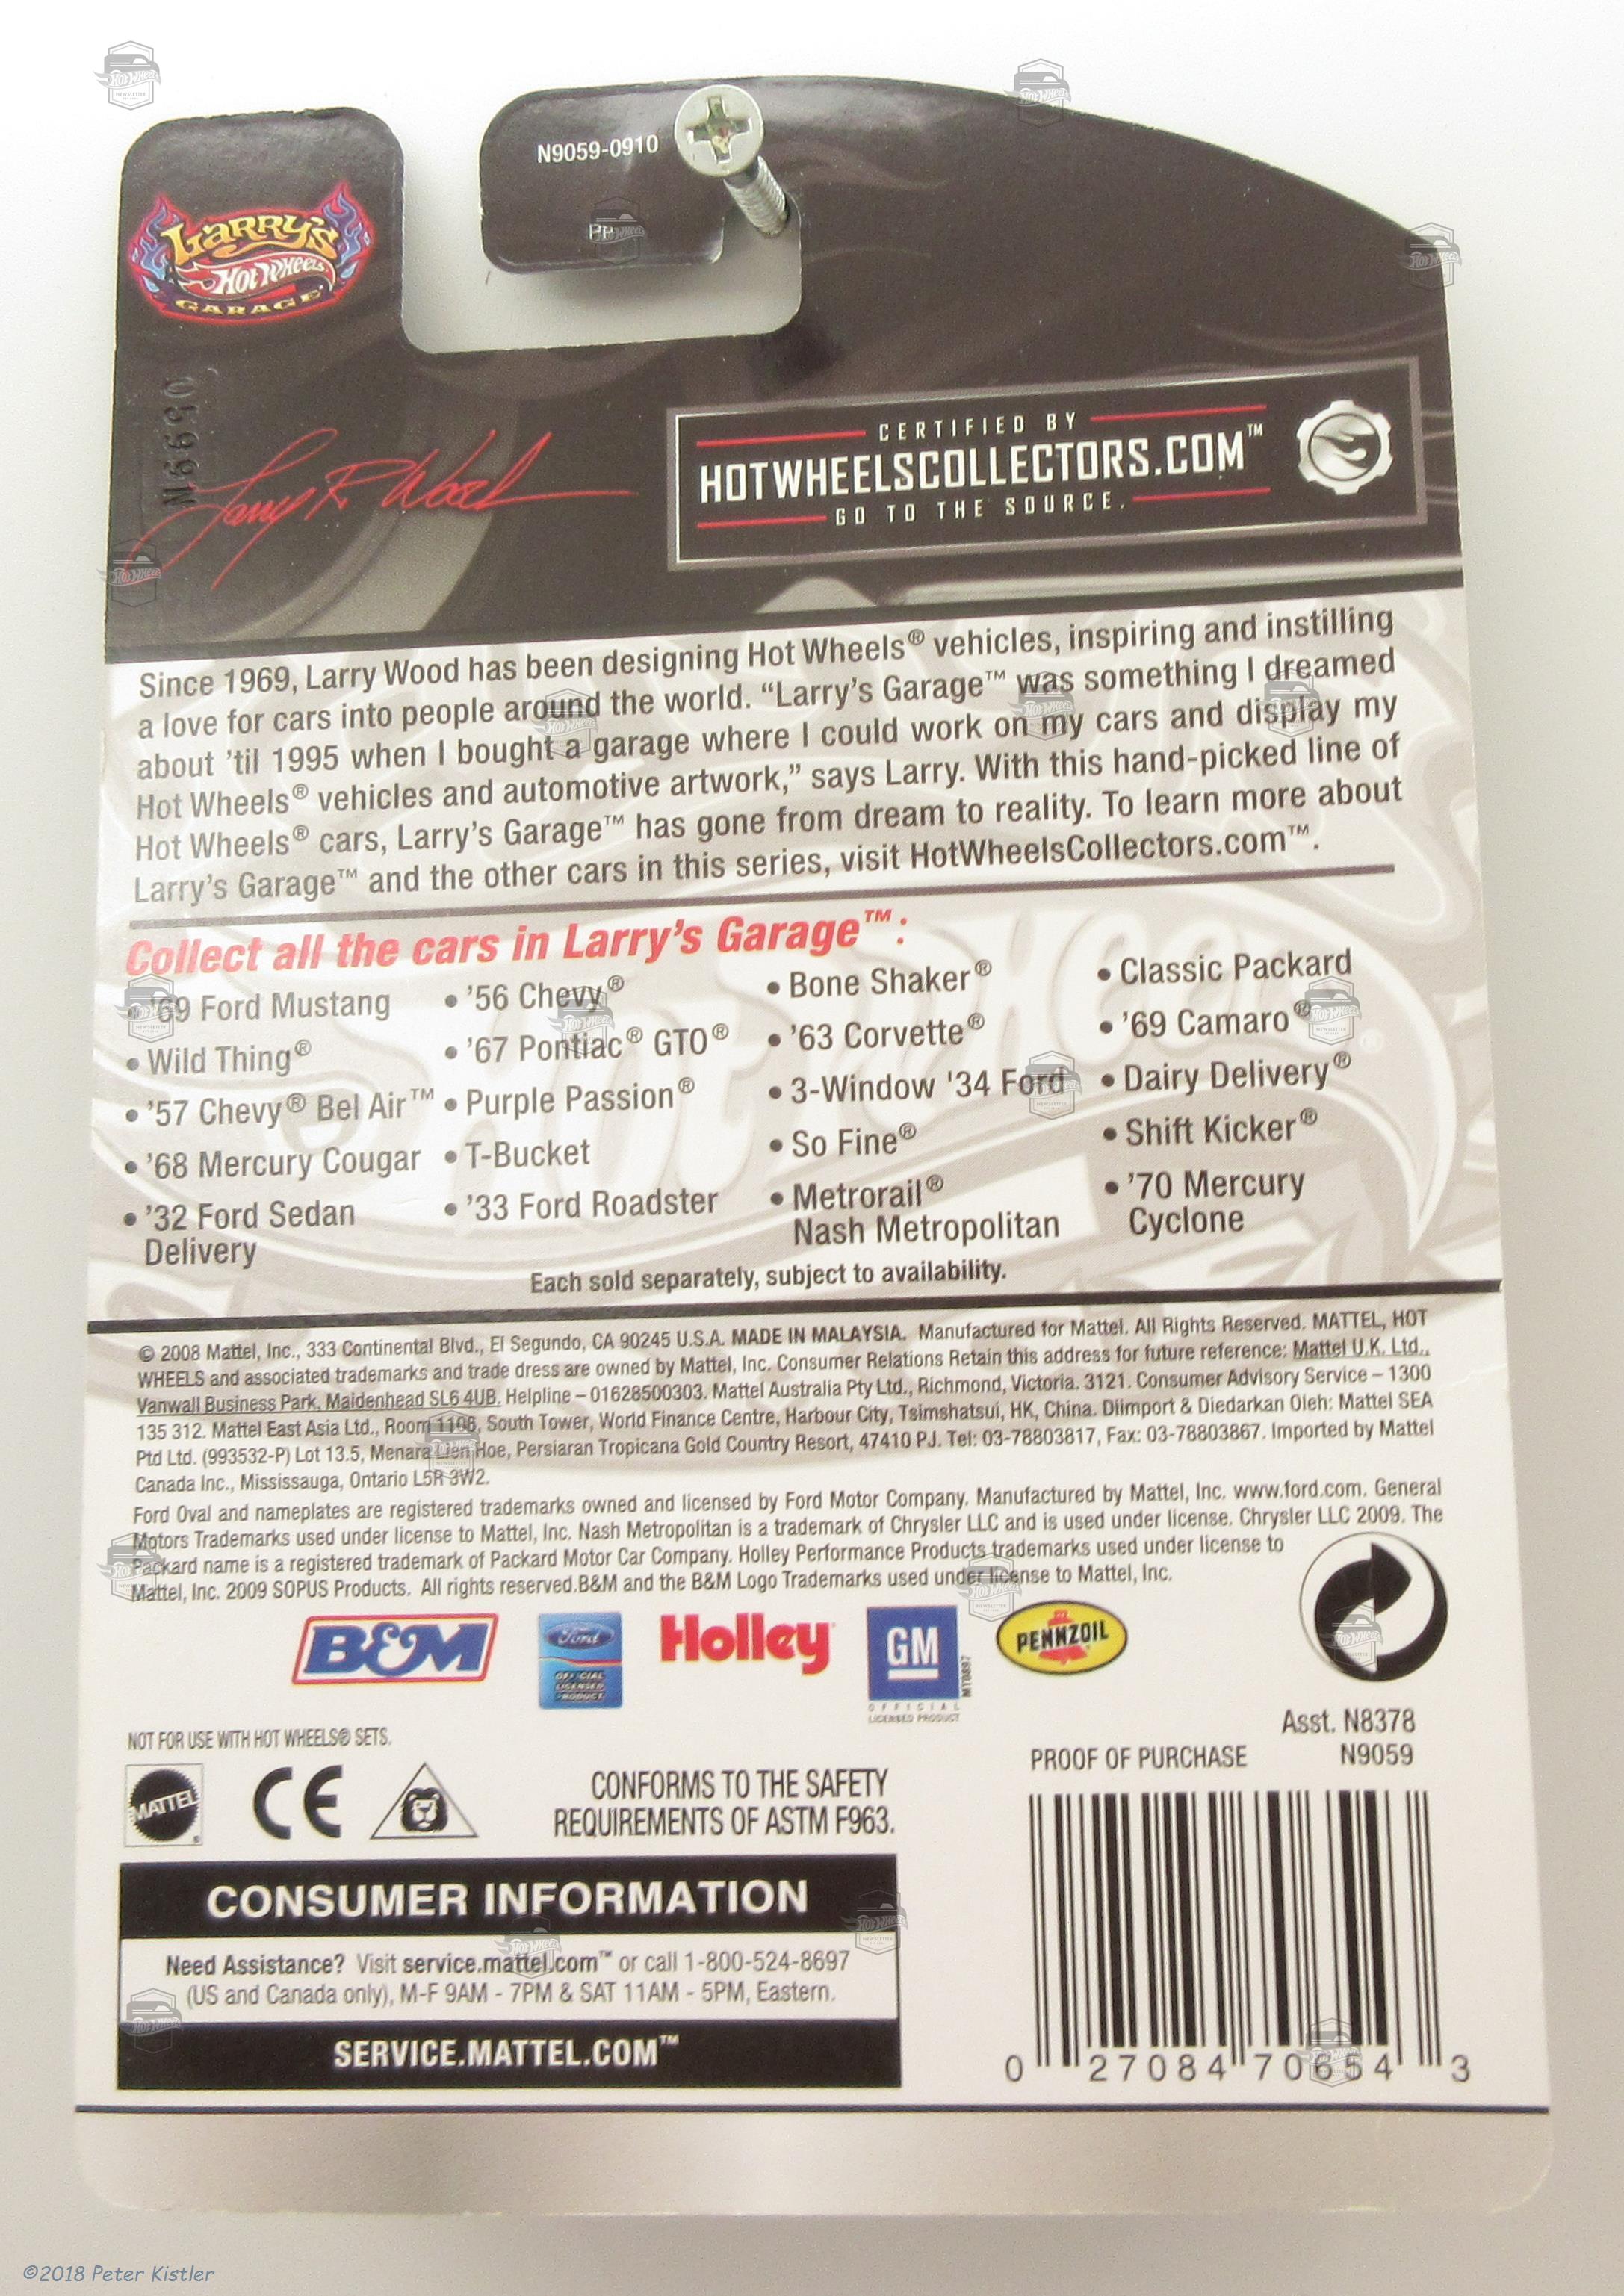 N9059-0910
PP
LARRY'S
Hot Wheels
GARAGE
N6650
Larry R Wood
CERTIFIED BY
HOTWHEELSCOLLECTORS.COM™
GO TO THE SOURCE.
Since 1969, Larry Wood has been designing Hot Wheels® vehicles, inspiring and instilling
a love for cars into people around the world. “Larry’s Garage™ was something I dreamed
about ’til 1995 when I bought a garage where I could work on my cars and display my
Hot Wheels® vehicles and automotive artwork,” says Larry. With this hand-picked line of
Hot Wheels® cars, Larry’s Garage™ has gone from dream to reality. To learn more about
Larry’s Garage™ and the other cars in this series, visit HotWheelsCollectors.com™.
Collect all the cars in Larry’s Garage™:
• ’69 Ford Mustang
• Wild Thing®
• ’57 Chevy® Bel Air™
• ’68 Mercury Cougar
• ’32 Ford Sedan
Delivery
• ’56 Chevy®
• ’67 Pontiac® GTO®
• Purple Passion®
• T-Bucket
• ’33 Ford Roadster
• Bone Shaker®
• ’63 Corvette®
• 3-Window '34 Ford
• So Fine®
• Metrorail®
Nash Metropolitan
• Classic Packard
• ’69 Camaro®
• Dairy Delivery®
• Shift Kicker®
• ’70 Mercury
Cyclone
Each sold separately, subject to availability.
© 2008 Mattel, Inc., 333 Continental Blvd., El Segundo, CA 90245 U.S.A. MADE IN MALAYSIA. Manufactured for Mattel. All Rights Reserved. MATTEL, HOT
WHEELS and associated trademarks and trade dress are owned by Mattel, Inc. Consumer Relations Retain this address for future reference: Mattel U.K. Ltd.,
Vanwall Business Park, Maidenhead SL6 4UB. Helpline – 01628500303. Mattel Australia Pty Ltd., Richmond, Victoria. 3121. Consumer Advisory Service – 1300
135 312. Mattel East Asia Ltd., Room 1106, South Tower, World Finance Centre, Harbour City, Tsimshatsui, HK, China. Diimport & Diedarkan Oleh: Mattel SEA
Ptd Ltd. (993532-P) Lot 13.5, Menara Lien Hoe, Persiaran Tropicana Gold Country Resort, 47410 PJ. Tel: 03-78803817, Fax: 03-78803867. Imported by Mattel
Canada Inc., Mississauga, Ontario L5R 3W2.
Ford Oval and nameplates are registered trademarks owned and licensed by Ford Motor Company. Manufactured by Mattel, Inc. www.ford.com. General
Motors Trademarks used under license to Mattel, Inc. Nash Metropolitan is a trademark of Chrysler LLC and is used under license. Chrysler LLC 2009. The
Packard name is a registered trademark of Packard Motor Car Company. Holley Performance Products trademarks used under license to
Mattel, Inc. 2009 SOPUS Products. All rights reserved.B&M and the B&M Logo Trademarks used under license to Mattel, Inc.
B&M
Ford
OFFICIAL
LICENSED
PRODUCT
Holley
GM
OFFICIAL
LICENSED PRODUCT
MT0897
PENNZOIL
NOT FOR USE WITH HOT WHEELS® SETS.
MATTEL
CE
CONFORMS TO THE SAFETY
REQUIREMENTS OF ASTM F963.
Asst. N8378
PROOF OF PURCHASE N9059
CONSUMER INFORMATION
Need Assistance? Visit service.mattel.com™ or call 1-800-524-8697
(US and Canada only), M-F 9AM - 7PM & SAT 11AM - 5PM, Eastern.
SERVICE.MATTEL.COM™
0 27084 70654 3
©2018 Peter Kistler